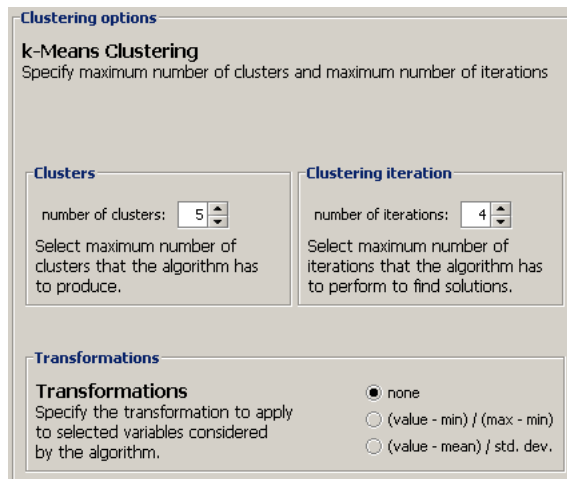 Clustering options
k-Means Clustering
Specify maximum number of clusters and maximum number of iterations
Clusters
number of clusters: 5
Select maximum number of
clusters that the algorithm has
to produce.
Clustering iteration
number of iterations: 4
Select maximum number of
iterations that the algorithm has
to perform to find solutions.
Transformations
Transformations
Specify the transformation to apply
to selected variables considered
by the algorithm.
none
(value - min) / (max - min)
(value - mean) / std. dev.